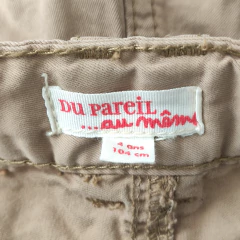 DU PAREIL
...au même
4 ans
104 cm